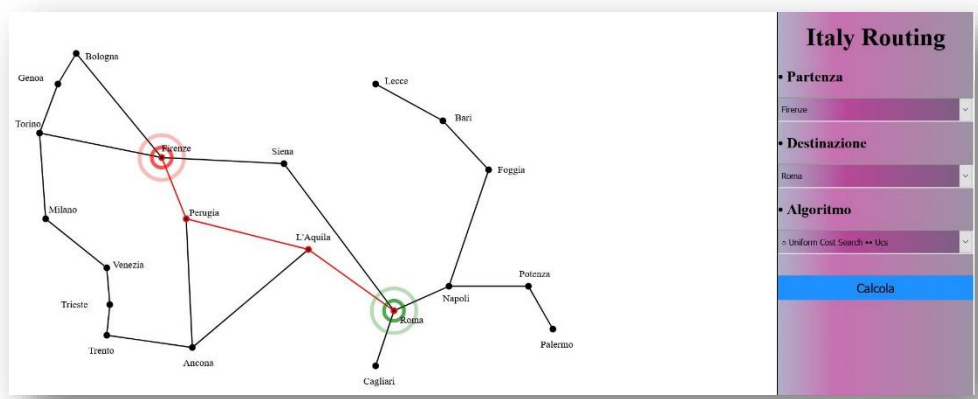 Bologna
Genoa
Torino
Firenze
Siena
Lecce
Bari
Foggia
Milano
Perugia
L'Aquila
Venezia
Trieste
Trento
Ancona
Roma
Napoli
Potenza
Palermo
Cagliari
Italy Routing
• Partenza
Firenze
• Destinazione
Roma
• Algoritmo
○ Uniform Cost Search •• Ucs
Calcola